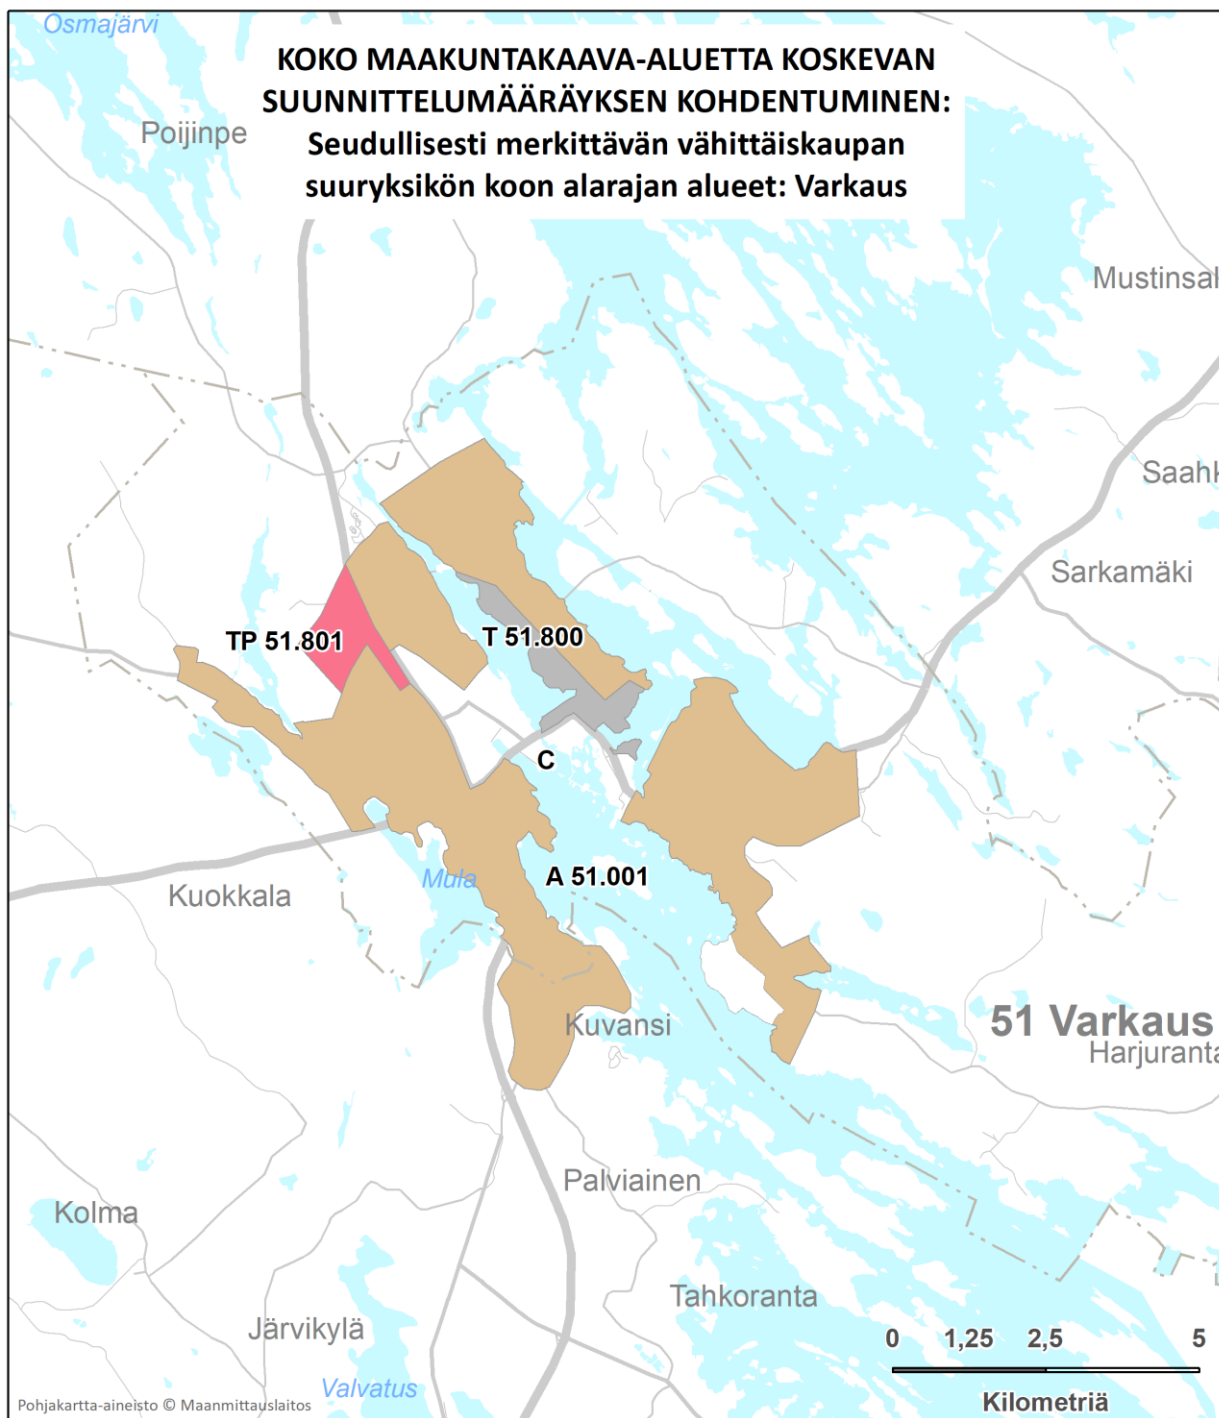 Osmajärvi
KOKO MAAKUNTAKAAVA-ALUETTA KOSKEVAN
SUUNNITTELUMÄÄRÄYKSEN KOHDENTUMINEN:
Seudullisesti merkittävän vähittäiskaupan
suuryksikön koon alarajan alueet: Varkaus
Poijinpe
Mustinsal
Saahk
Sarkamäki
TP 51.801
T 51.800
C
A 51.001
Mula
Kuokkala
Kuvansi
51 Varkaus
Harjuranta
Palviainen
Kolma
Tahkoranta
Järvikylä
Valvatus
0 1,25 2,5 5
Kilometriä
Pohjakartta-aineisto © Maanmittauslaitos